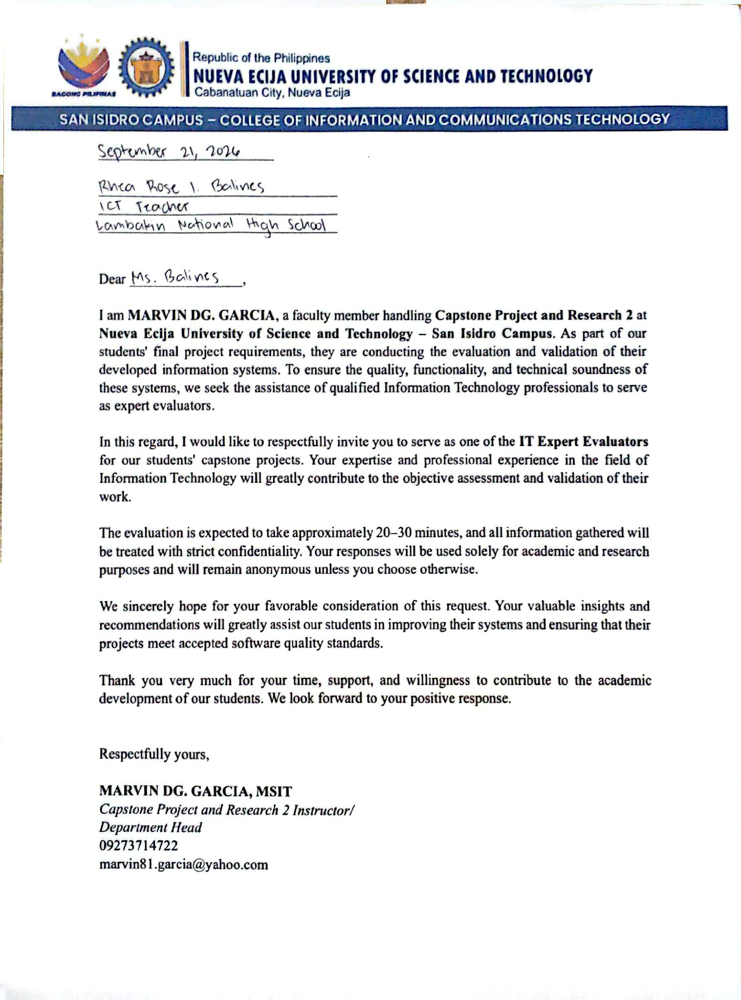 BAGONG PILIPINAS
Republic of the Philippines
NUEVA ECIJA UNIVERSITY OF SCIENCE AND TECHNOLOGY
Cabanatuan City, Nueva Ecija
SAN ISIDRO CAMPUS – COLLEGE OF INFORMATION AND COMMUNICATIONS TECHNOLOGY
September 21, 2026
Rhea Rose I. Balines
ICT Teacher
Lambakin National High School
Dear Ms. Balines,
I am MARVIN DG. GARCIA, a faculty member handling Capstone Project and Research 2 at
Nueva Ecija University of Science and Technology – San Isidro Campus. As part of our
students' final project requirements, they are conducting the evaluation and validation of their
developed information systems. To ensure the quality, functionality, and technical soundness of
these systems, we seek the assistance of qualified Information Technology professionals to serve
as expert evaluators.
In this regard, I would like to respectfully invite you to serve as one of the IT Expert Evaluators
for our students' capstone projects. Your expertise and professional experience in the field of
Information Technology will greatly contribute to the objective assessment and validation of their
work.
The evaluation is expected to take approximately 20–30 minutes, and all information gathered will
be treated with strict confidentiality. Your responses will be used solely for academic and research
purposes and will remain anonymous unless you choose otherwise.
We sincerely hope for your favorable consideration of this request. Your valuable insights and
recommendations will greatly assist our students in improving their systems and ensuring that their
projects meet accepted software quality standards.
Thank you very much for your time, support, and willingness to contribute to the academic
development of our students. We look forward to your positive response.
Respectfully yours,
MARVIN DG. GARCIA, MSIT
Capstone Project and Research 2 Instructor/
Department Head
09273714722
marvin81.garcia@yahoo.com